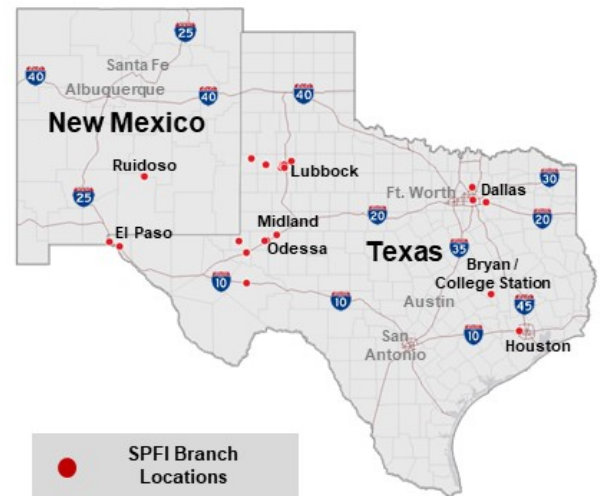 25
Santa Fe
40
Albuquerque
40
40
New Mexico
Ruidoso
Lubbock
30
Ft. Worth
Dallas
25
El Paso
Midland
20
20
Odessa
Texas
35
Bryan /
College Station
10
10
Austin
45
San
Antonio
10
Houston
SPFI Branch
Locations